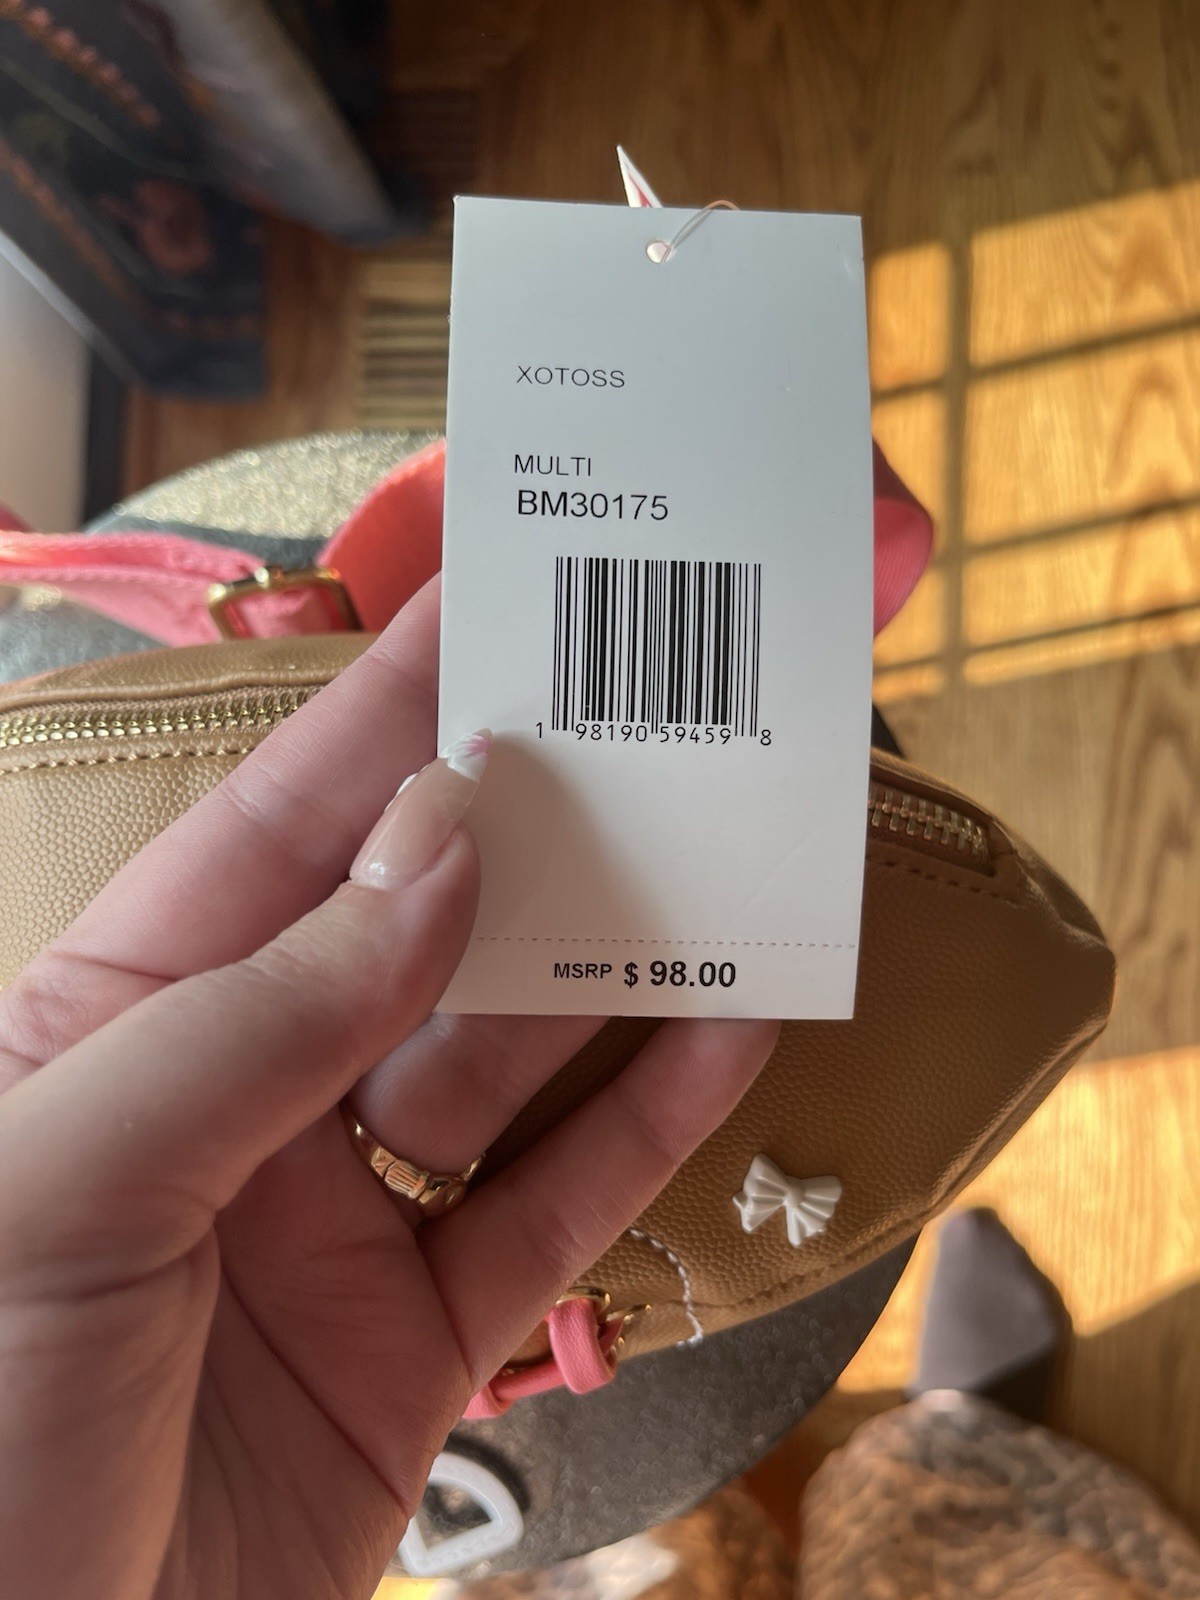 XOTOSS
MULTI
BM30175
1 98190 59459 8
MSRP $ 98.00